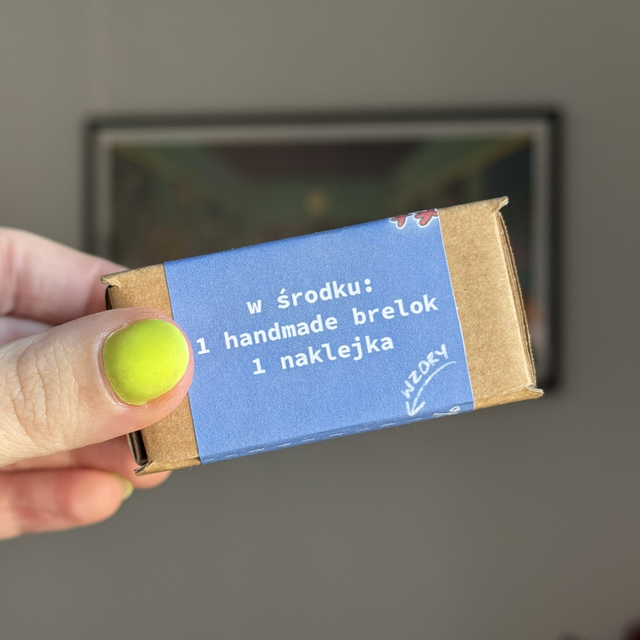 w środku:
1 handmade brelok
1 naklejka
WZORY